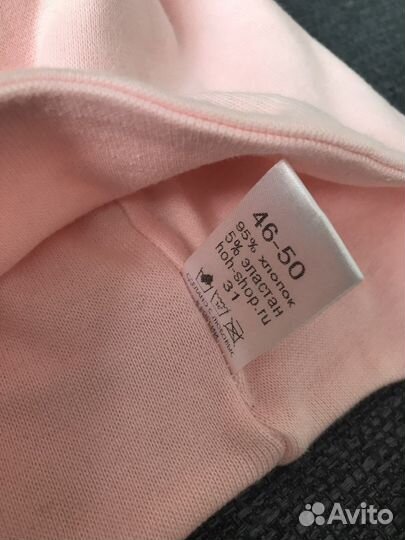 46-50
95% хлопок
5% эластан
hoh-shop.ru
31
Avito